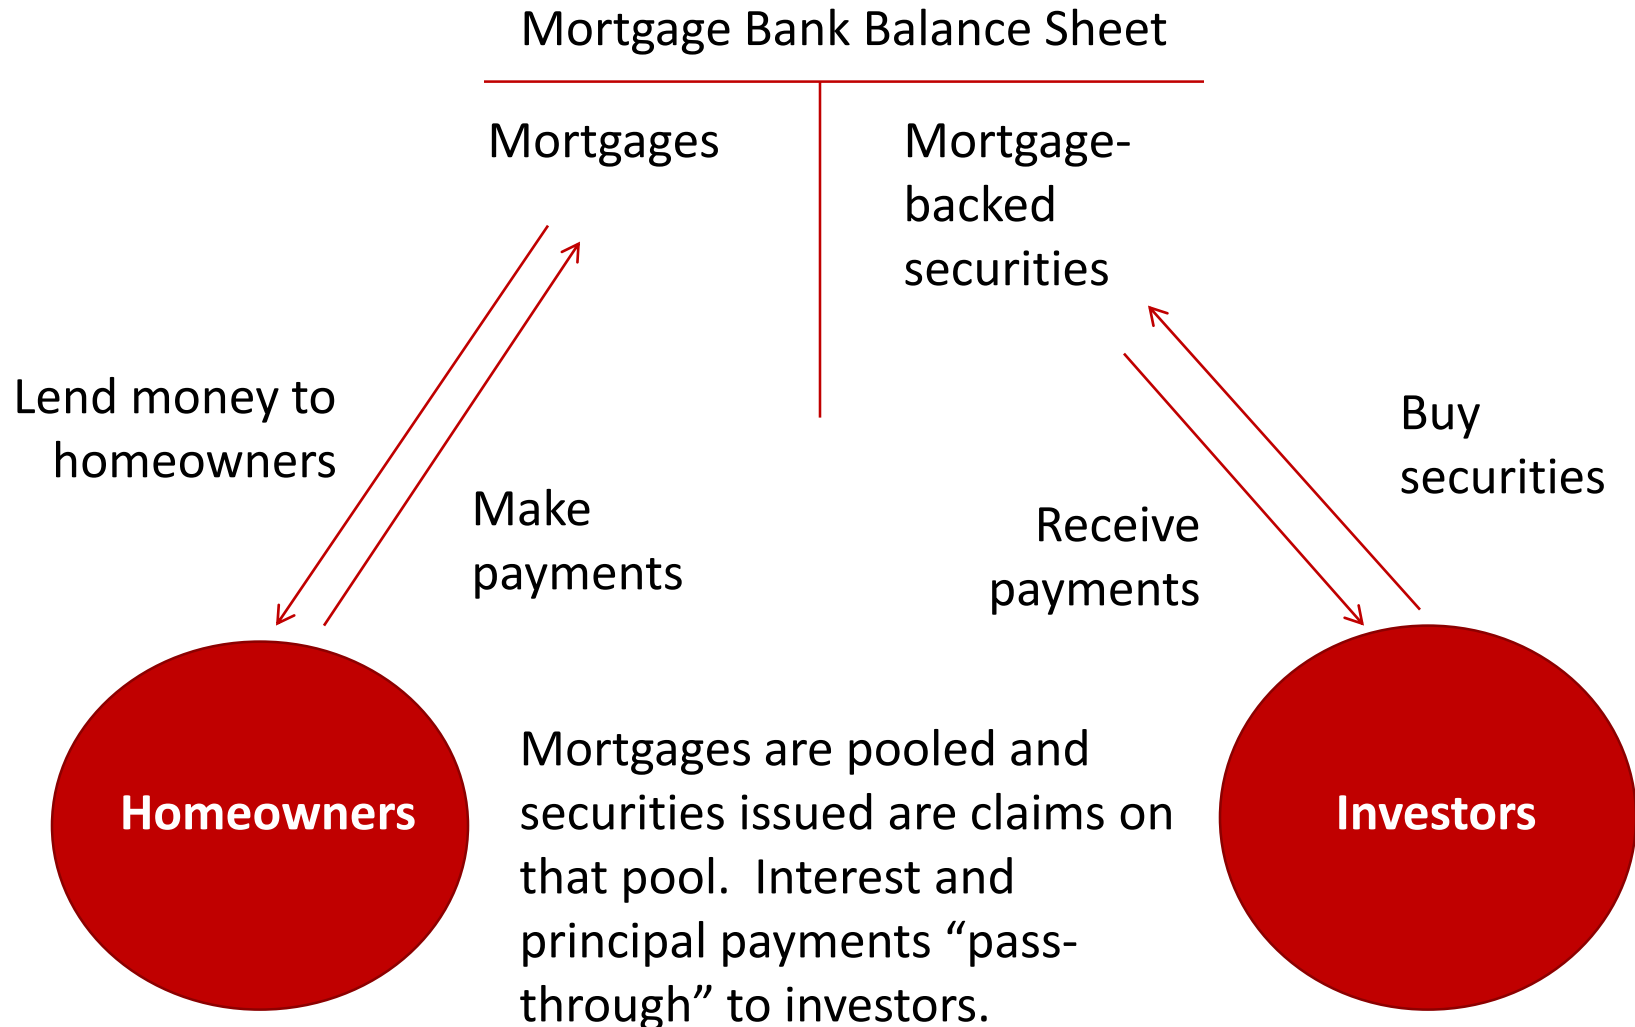 Mortgage Bank Balance Sheet
Mortgages
Mortgage-
backed
securities
Lend money to
homeowners
Make
payments
Receive
payments
Buy
securities
Homeowners
Mortgages are pooled and
securities issued are claims on
that pool.  Interest and
principal payments “pass-
through” to investors.
Investors